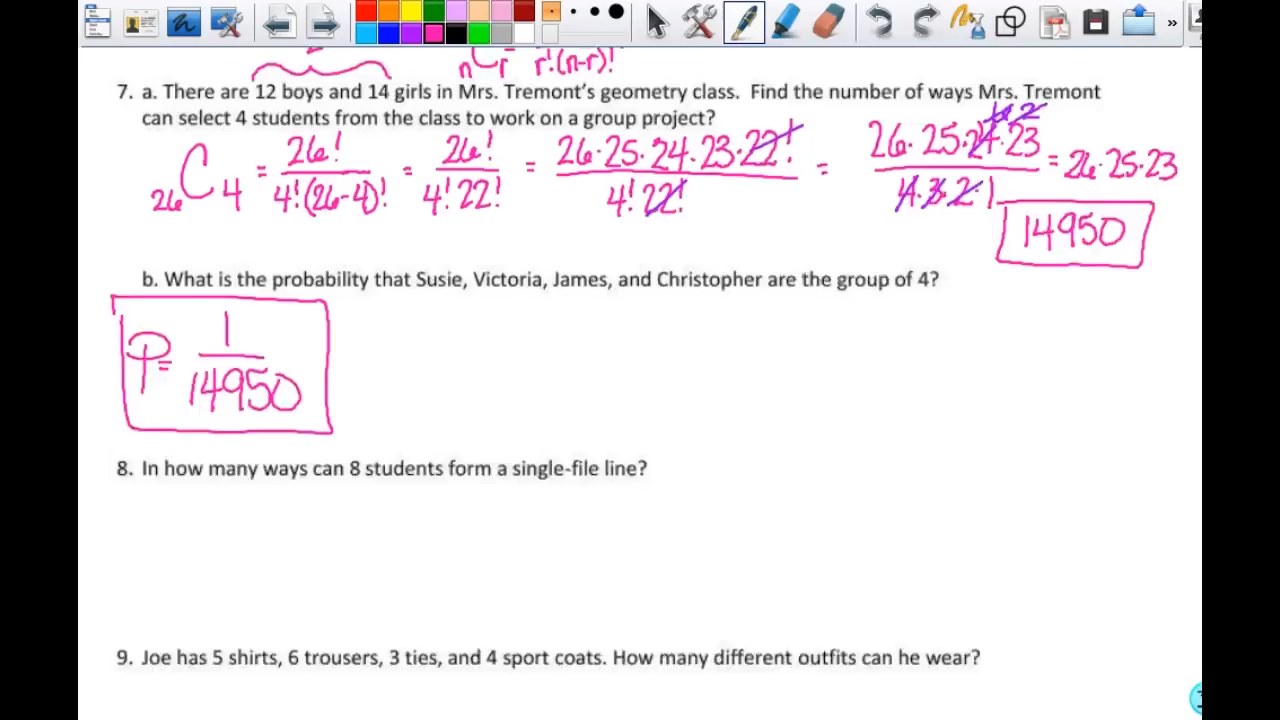 nCr r!(n-r)!
7. a. There are 12 boys and 14 girls in Mrs. Tremont's geometry class. Find the number of ways Mrs. Tremont
can select 4 students from the class to work on a group project?
26C4 = 26!/4!(26-4)! = 26!/4!22! = 26·25·24·23·22!/4!22! = 26·25·24·23/4·3·2·1 = 26·25·23
14950
b. What is the probability that Susie, Victoria, James, and Christopher are the group of 4?
P = 1/14950
8. In how many ways can 8 students form a single-file line?
9. Joe has 5 shirts, 6 trousers, 3 ties, and 4 sport coats. How many different outfits can he wear?